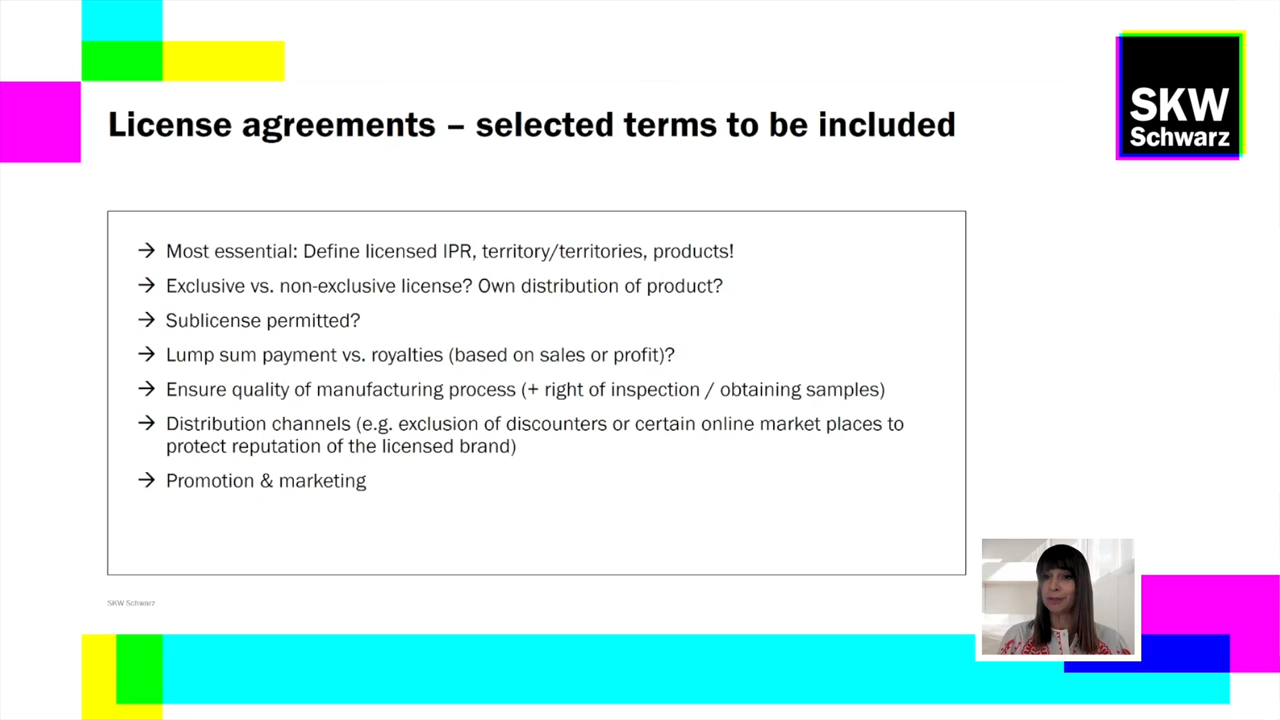 SKW
Schwarz
License agreements – selected terms to be included
→ Most essential: Define licensed IPR, territory/territories, products!
→ Exclusive vs. non-exclusive license? Own distribution of product?
→ Sublicense permitted?
→ Lump sum payment vs. royalties (based on sales or profit)?
→ Ensure quality of manufacturing process (+ right of inspection / obtaining samples)
→ Distribution channels (e.g. exclusion of discounters or certain online market places to
protect reputation of the licensed brand)
→ Promotion & marketing
SKW Schwarz